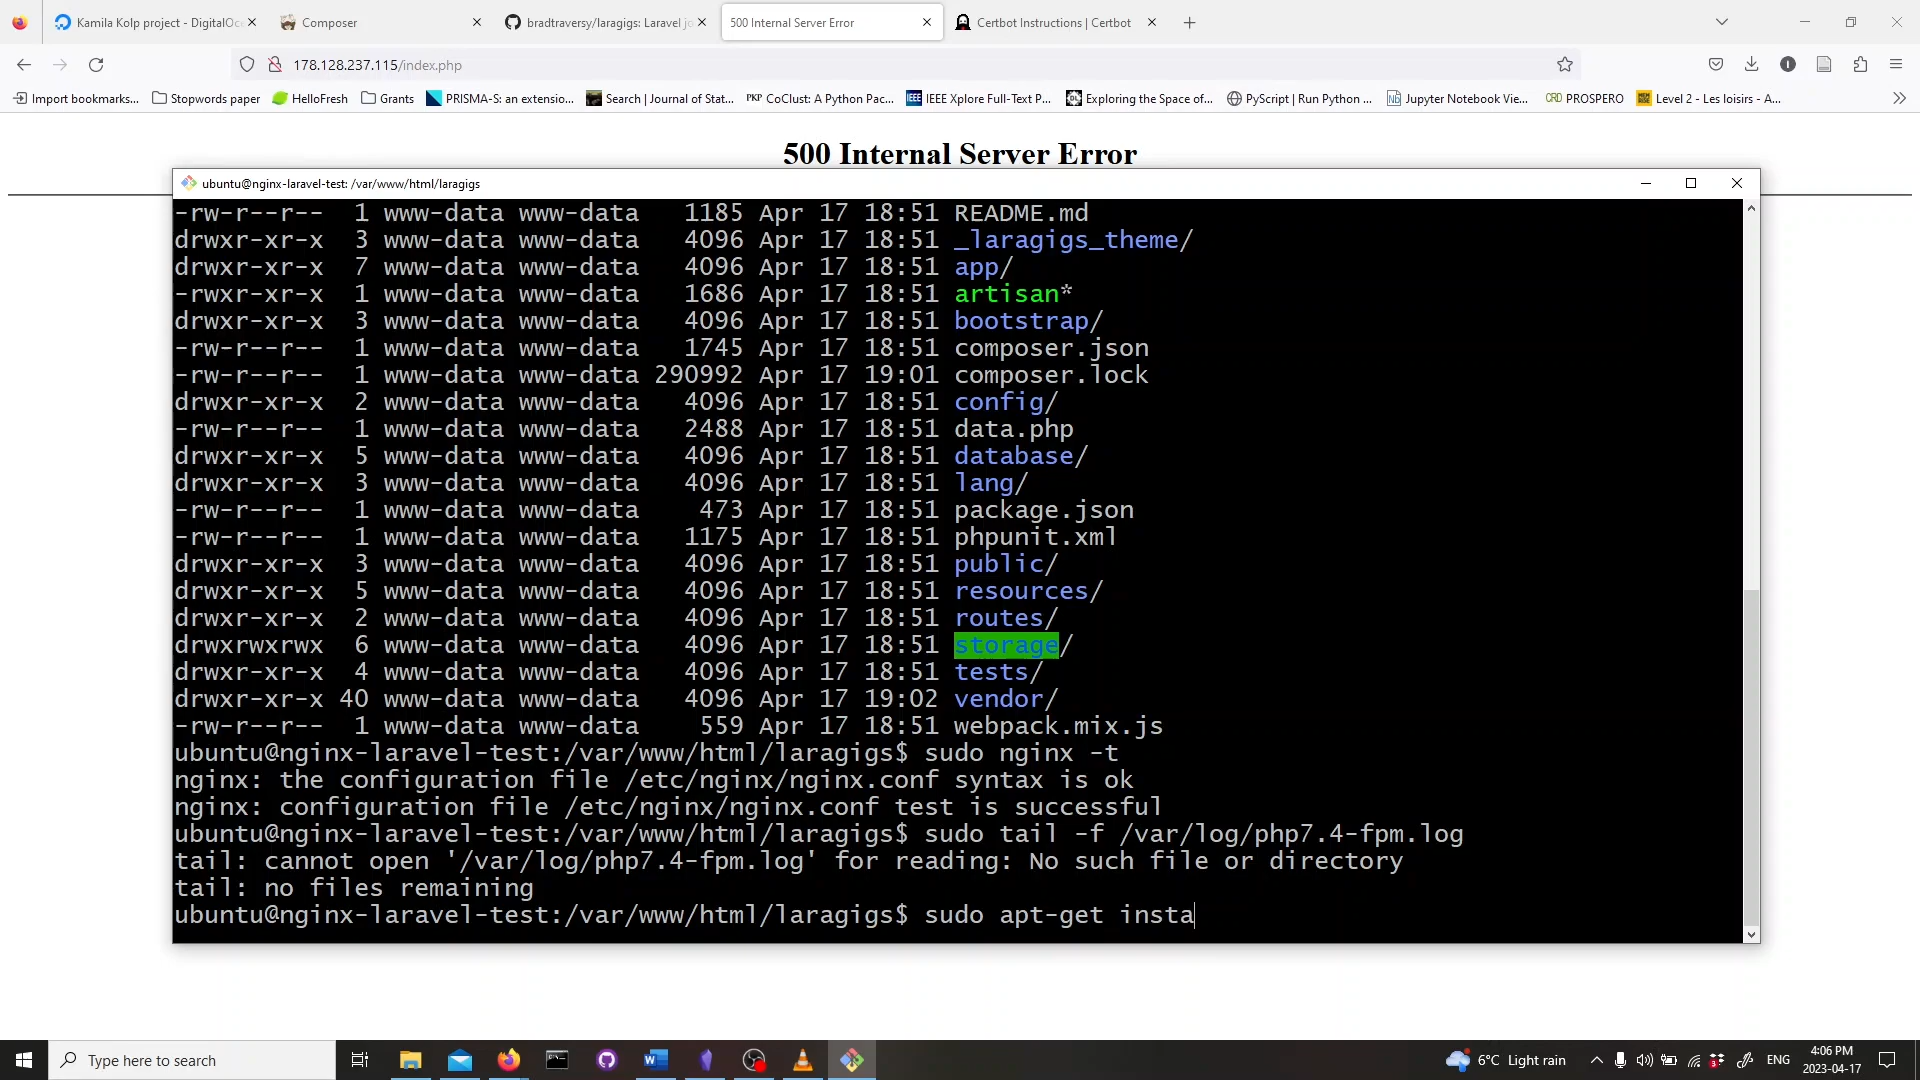 Kamila Kolp project - DigitalOce
Composer
bradtraversy/laragigs: Laravel jo
500 Internal Server Error
Certbot Instructions | Certbot
178.128.237.115/index.php
Import bookmarks...
Stopwords paper
HelloFresh
Grants
PRISMA-S: an extensio...
Search | Journal of Stat...
PKP CoClust: A Python Pac...
IEEE IEEE Xplore Full-Text P...
Exploring the Space of...
PyScript | Run Python ...
Jupyter Notebook Vie...
CRD PROSPERO
Level 2 - Les loisirs - A...
500 Internal Server Error
ubuntu@nginx-laravel-test: /var/www/html/laragigs
-rw-r--r-- 1 www-data www-data 1185 Apr 17 18:51 README.md
drwxr-xr-x 3 www-data www-data 4096 Apr 17 18:51 _laragigs_theme/
drwxr-xr-x 7 www-data www-data 4096 Apr 17 18:51 app/
-rwxr-xr-x 1 www-data www-data 1686 Apr 17 18:51 artisan*
drwxr-xr-x 3 www-data www-data 4096 Apr 17 18:51 bootstrap/
-rw-r--r-- 1 www-data www-data 1745 Apr 17 18:51 composer.json
-rw-r--r-- 1 www-data www-data 290992 Apr 17 19:01 composer.lock
drwxr-xr-x 2 www-data www-data 4096 Apr 17 18:51 config/
-rw-r--r-- 1 www-data www-data 2488 Apr 17 18:51 data.php
drwxr-xr-x 5 www-data www-data 4096 Apr 17 18:51 database/
drwxr-xr-x 3 www-data www-data 4096 Apr 17 18:51 lang/
-rw-r--r-- 1 www-data www-data 473 Apr 17 18:51 package.json
-rw-r--r-- 1 www-data www-data 1175 Apr 17 18:51 phpunit.xml
drwxr-xr-x 3 www-data www-data 4096 Apr 17 18:51 public/
drwxr-xr-x 5 www-data www-data 4096 Apr 17 18:51 resources/
drwxr-xr-x 2 www-data www-data 4096 Apr 17 18:51 routes/
drwxrwxrwx 6 www-data www-data 4096 Apr 17 18:51 storage/
drwxr-xr-x 4 www-data www-data 4096 Apr 17 18:51 tests/
drwxr-xr-x 40 www-data www-data 4096 Apr 17 19:02 vendor/
-rw-r--r-- 1 www-data www-data 559 Apr 17 18:51 webpack.mix.js
ubuntu@nginx-laravel-test:/var/www/html/laragigs$ sudo nginx -t
nginx: the configuration file /etc/nginx/nginx.conf syntax is ok
nginx: configuration file /etc/nginx/nginx.conf test is successful
ubuntu@nginx-laravel-test:/var/www/html/laragigs$ sudo tail -f /var/log/php7.4-fpm.log
tail: cannot open '/var/log/php7.4-fpm.log' for reading: No such file or directory
tail: no files remaining
ubuntu@nginx-laravel-test:/var/www/html/laragigs$ sudo apt-get insta
Type here to search
6°C Light rain
ENG
4:06 PM
2023-04-17